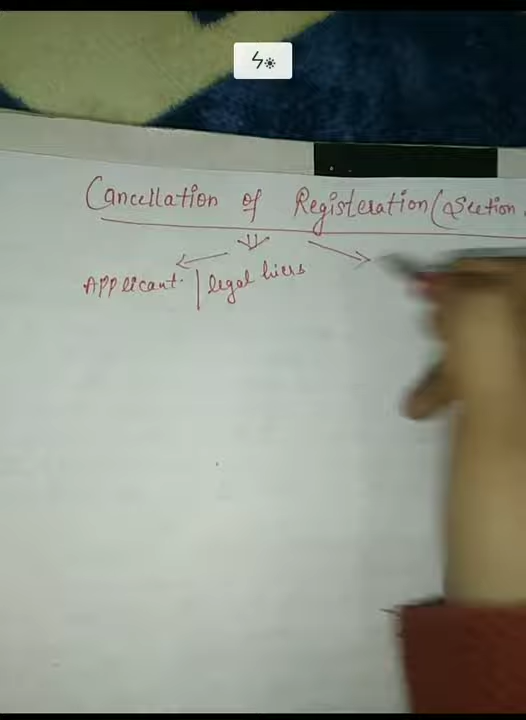 Cancellation of Registeration (Section
Applicant. | legal hiers